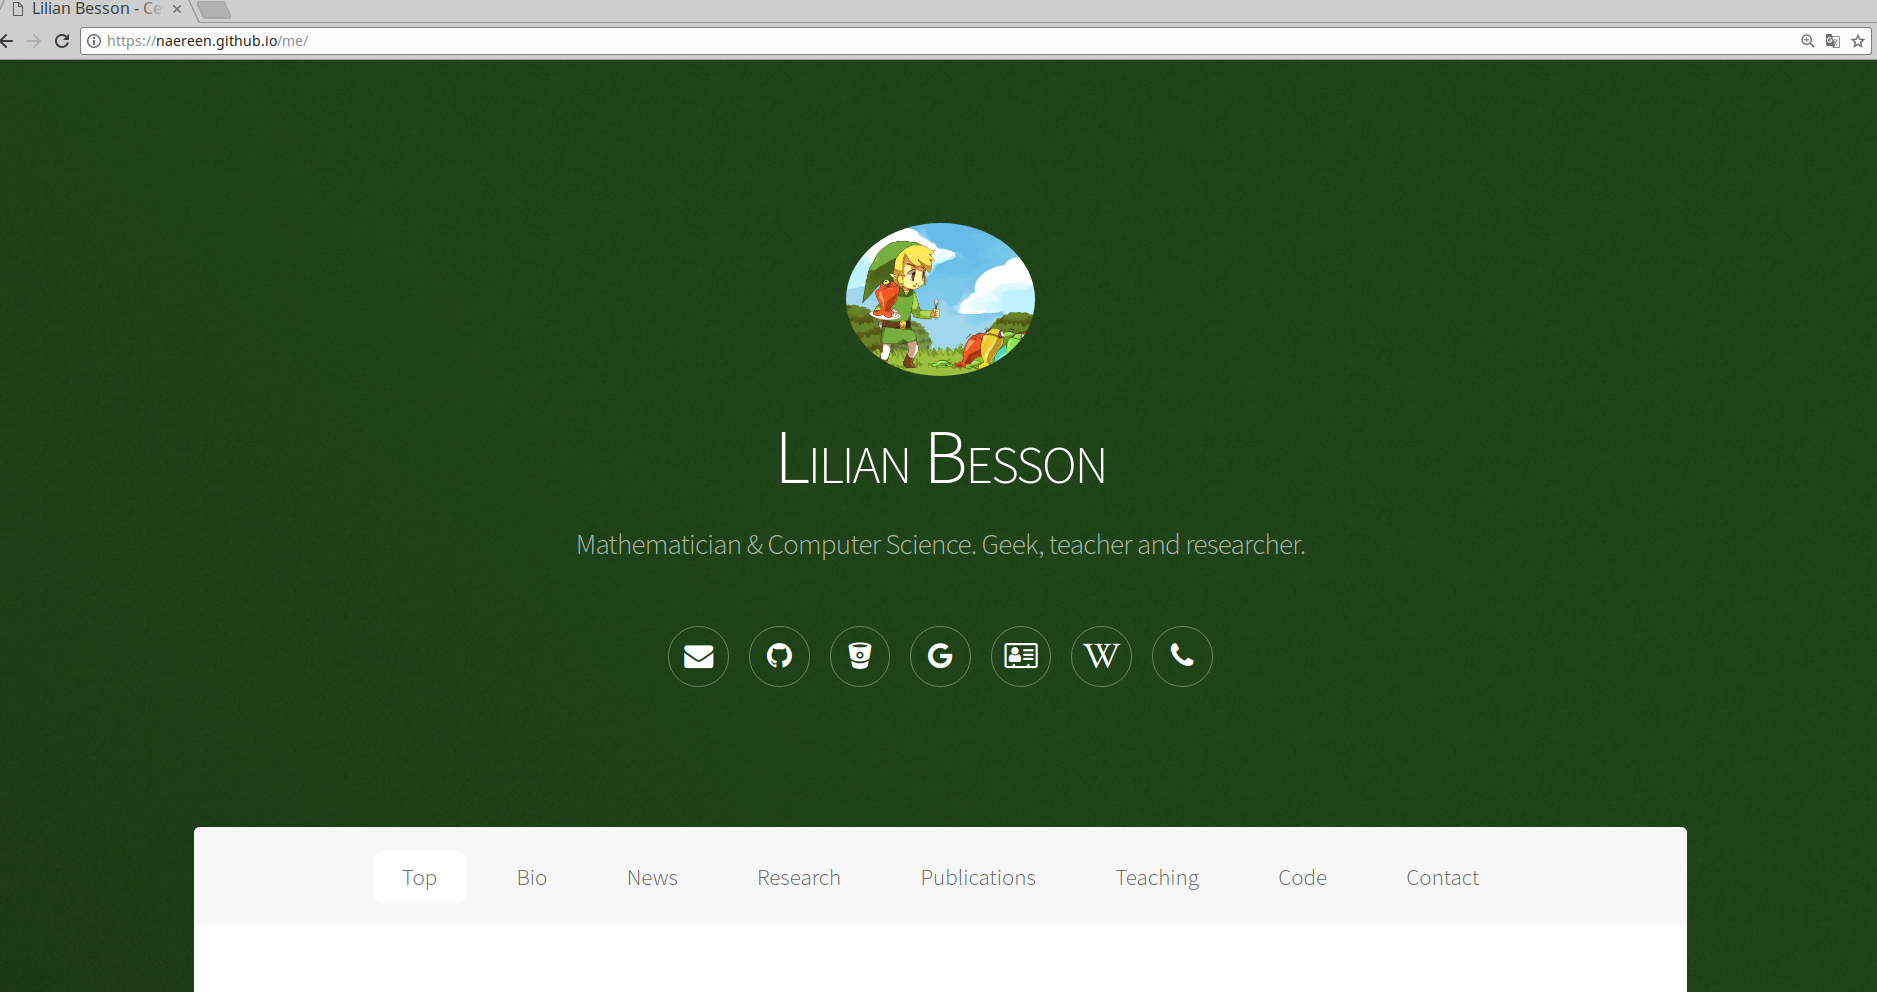 Lilian Besson - Ce
https://naereen.github.io/me/
Lilian Besson
Mathematician & Computer Science. Geek, teacher and researcher.
G W
Top Bio News Research Publications Teaching Code Contact